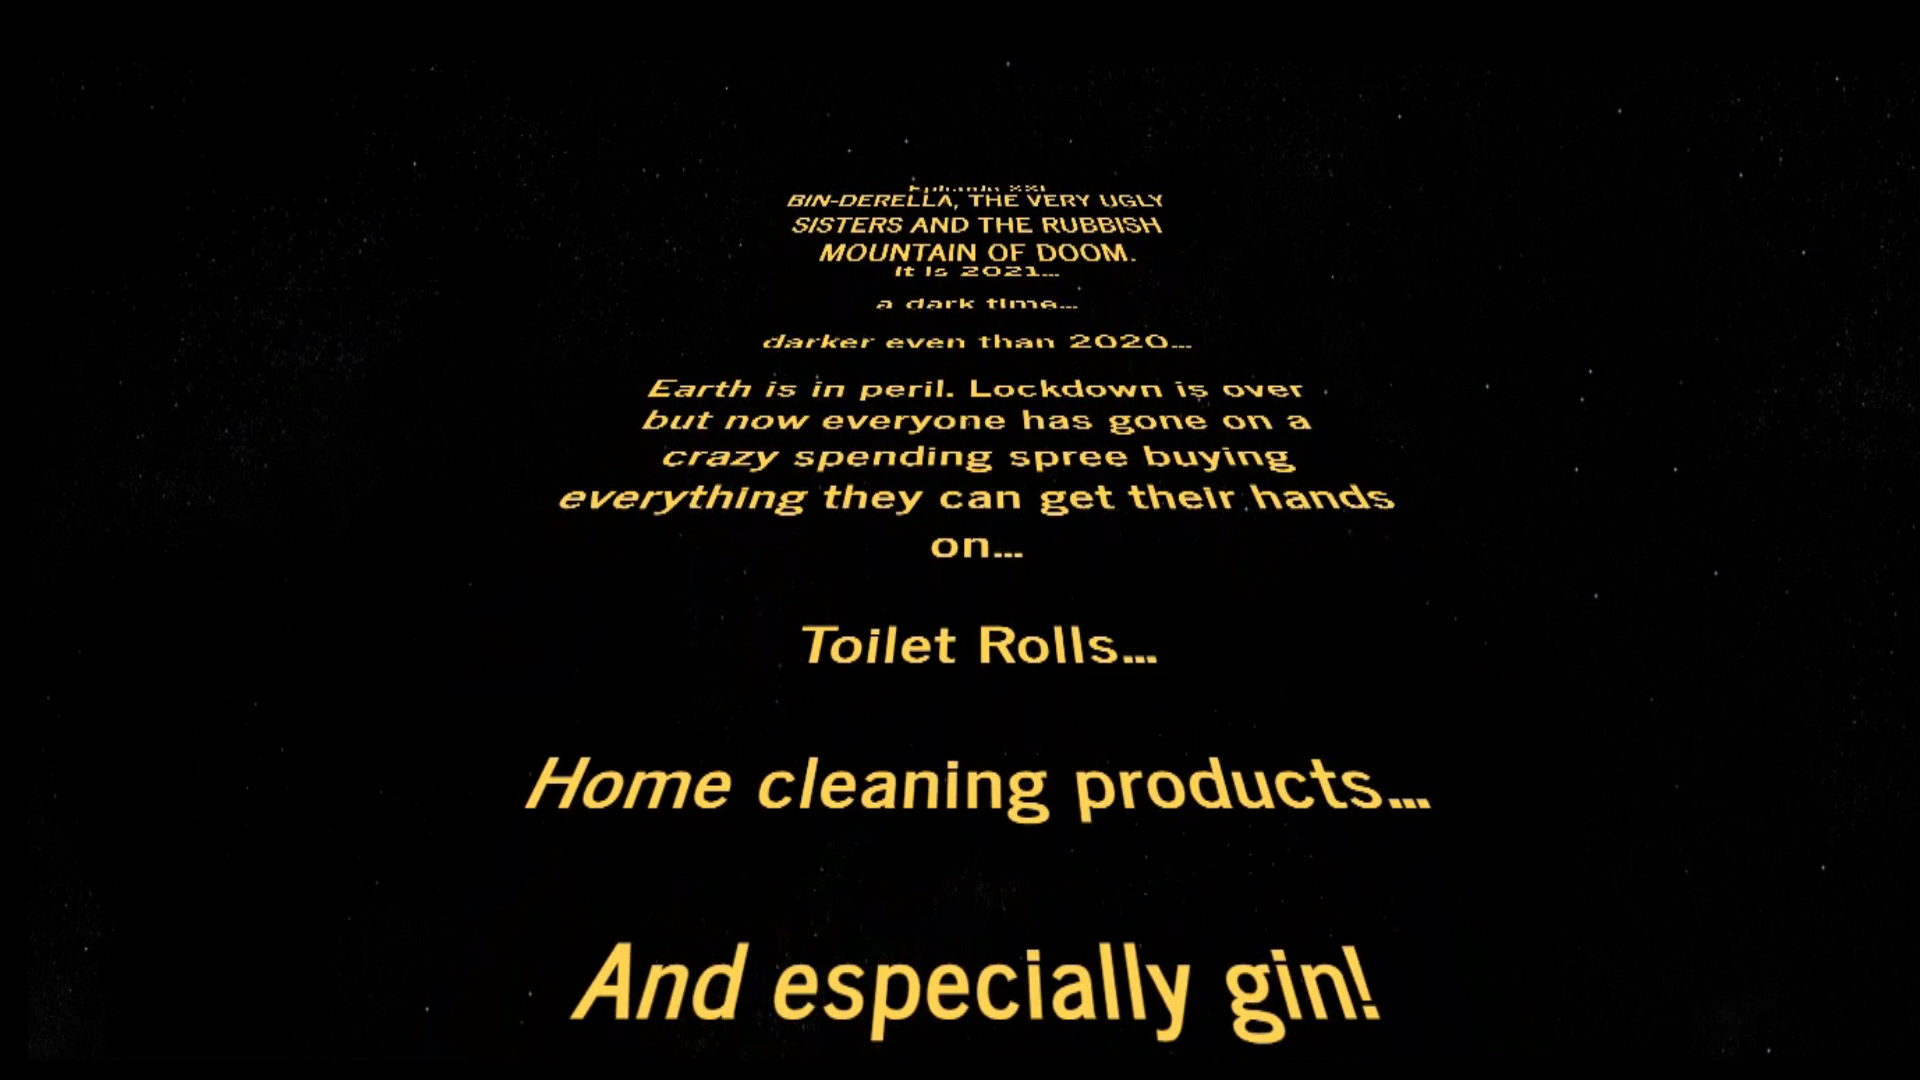 BIN-DERELLA, THE VERY UGLY
SISTERS AND THE RUBBISH
MOUNTAIN OF DOOM.
It is 2021...
a dark time...
darker even than 2020...
Earth is in peril. Lockdown is over
but now everyone has gone on a
crazy spending spree buying
everything they can get their hands
on...
Toilet Rolls...
Home cleaning products...
And especially gin!